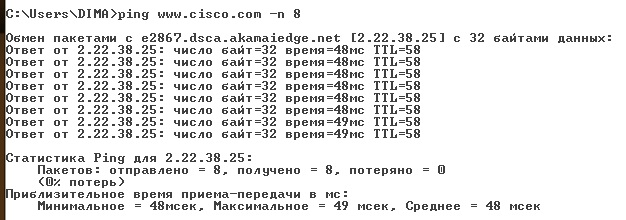 C:\Users\DIMA>ping www.cisco.com -n 8
Обмен пакетами с e2867.dsca.akamaiedge.net [2.22.38.25] с 32 байтами данных:
Ответ от 2.22.38.25: число байт=32 время=48мс TTL=58
Ответ от 2.22.38.25: число байт=32 время=48мс TTL=58
Ответ от 2.22.38.25: число байт=32 время=48мс TTL=58
Ответ от 2.22.38.25: число байт=32 время=48мс TTL=58
Ответ от 2.22.38.25: число байт=32 время=48мс TTL=58
Ответ от 2.22.38.25: число байт=32 время=49мс TTL=58
Ответ от 2.22.38.25: число байт=32 время=48мс TTL=58
Ответ от 2.22.38.25: число байт=32 время=49мс TTL=58
Статистика Ping для 2.22.38.25:
Пакетов: отправлено = 8, получено = 8, потеряно = 0
(0% потерь)
Приблизительное время приема-передачи в мс:
Минимальное = 48мсек, Максимальное = 49 мсек, Среднее = 48 мсек